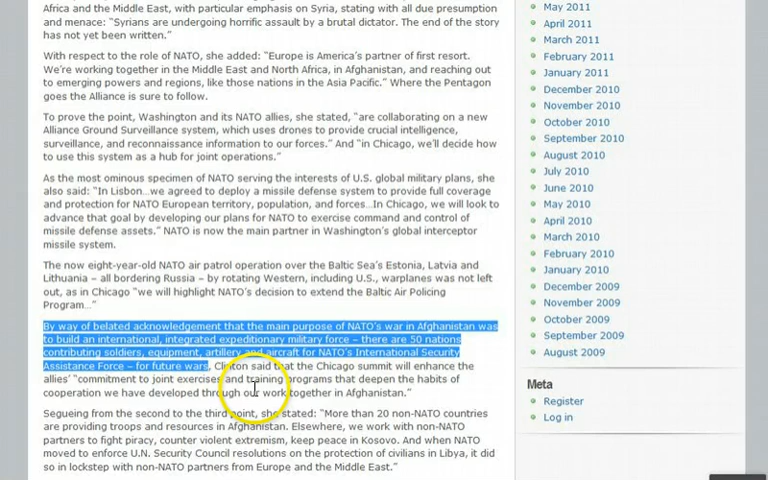 Africa and the Middle East, with particular emphasis on Syria, stating with all due presumption
and menace: "Syrians are undergoing horrific assault by a brutal dictator. The end of the story
has not yet been written."
With respect to the role of NATO, she added: "Europe is America's partner of first resort.
We're working together in the Middle East and North Africa, in Afghanistan, and reaching out
to emerging powers and regions, like those nations in the Asia Pacific." Where the Pentagon
goes the Alliance is sure to follow.
To prove the point, Washington and its NATO allies, she stated, "are collaborating on a new
Alliance Ground Surveillance system, which uses drones to provide crucial intelligence,
surveillance, and reconnaissance information to our forces." And "in Chicago, we'll decide how
to use this system as a hub for joint operations."
As the most ominous specimen of NATO serving the interests of U.S. global military plans, she
also said: "In Lisbon…we agreed to deploy a missile defense system to provide full coverage
and protection for NATO European territory, population, and forces…In Chicago, we will look to
advance that goal by developing our plans for NATO to exercise command and control of
missile defense assets." NATO is now the main partner in Washington's global interceptor
missile system.
The now eight-year-old NATO air patrol operation over the Baltic Sea's Estonia, Latvia and
Lithuania – all bordering Russia – by rotating Western, including U.S., warplanes was not left
out, as in Chicago "we will highlight NATO's decision to extend the Baltic Air Policing
Program…"
By way of belated acknowledgement that the main purpose of NATO's war in Afghanistan was
to build an international, integrated expeditionary military force – there are 50 nations
contributing soldiers, equipment, artillery and aircraft for NATO's International Security
Assistance Force – for future wars, Clinton said that the Chicago summit will enhance the
allies' "commitment to joint exercises and training programs that deepen the habits of
cooperation we have developed through our work together in Afghanistan."
Segueing from the second to the third point, she stated: "More than 20 non-NATO countries
are providing troops and resources in Afghanistan. Elsewhere, we work with non-NATO
partners to fight piracy, counter violent extremism, keep peace in Kosovo. And when NATO
moved to enforce U.N. Security Council resolutions on the protection of civilians in Libya, it did
so in lockstep with non-NATO partners from Europe and the Middle East."
May 2011
April 2011
March 2011
February 2011
January 2011
December 2010
November 2010
October 2010
September 2010
August 2010
July 2010
June 2010
May 2010
April 2010
March 2010
February 2010
January 2010
December 2009
November 2009
October 2009
September 2009
August 2009
Meta
Register
Log in